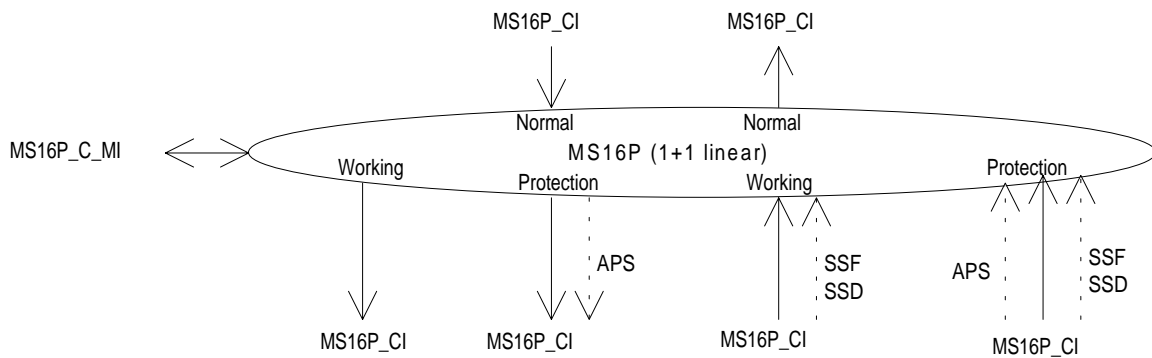 MS16P_CI
MS16P_CI
Normal
Normal
MS16P_C_MI
MS16P (1+1 linear)
Working
Protection
Working
Protection
APS
SSF
SSD
APS
SSF
SSD
MS16P_CI
MS16P_CI
MS16P_CI
MS16P_CI